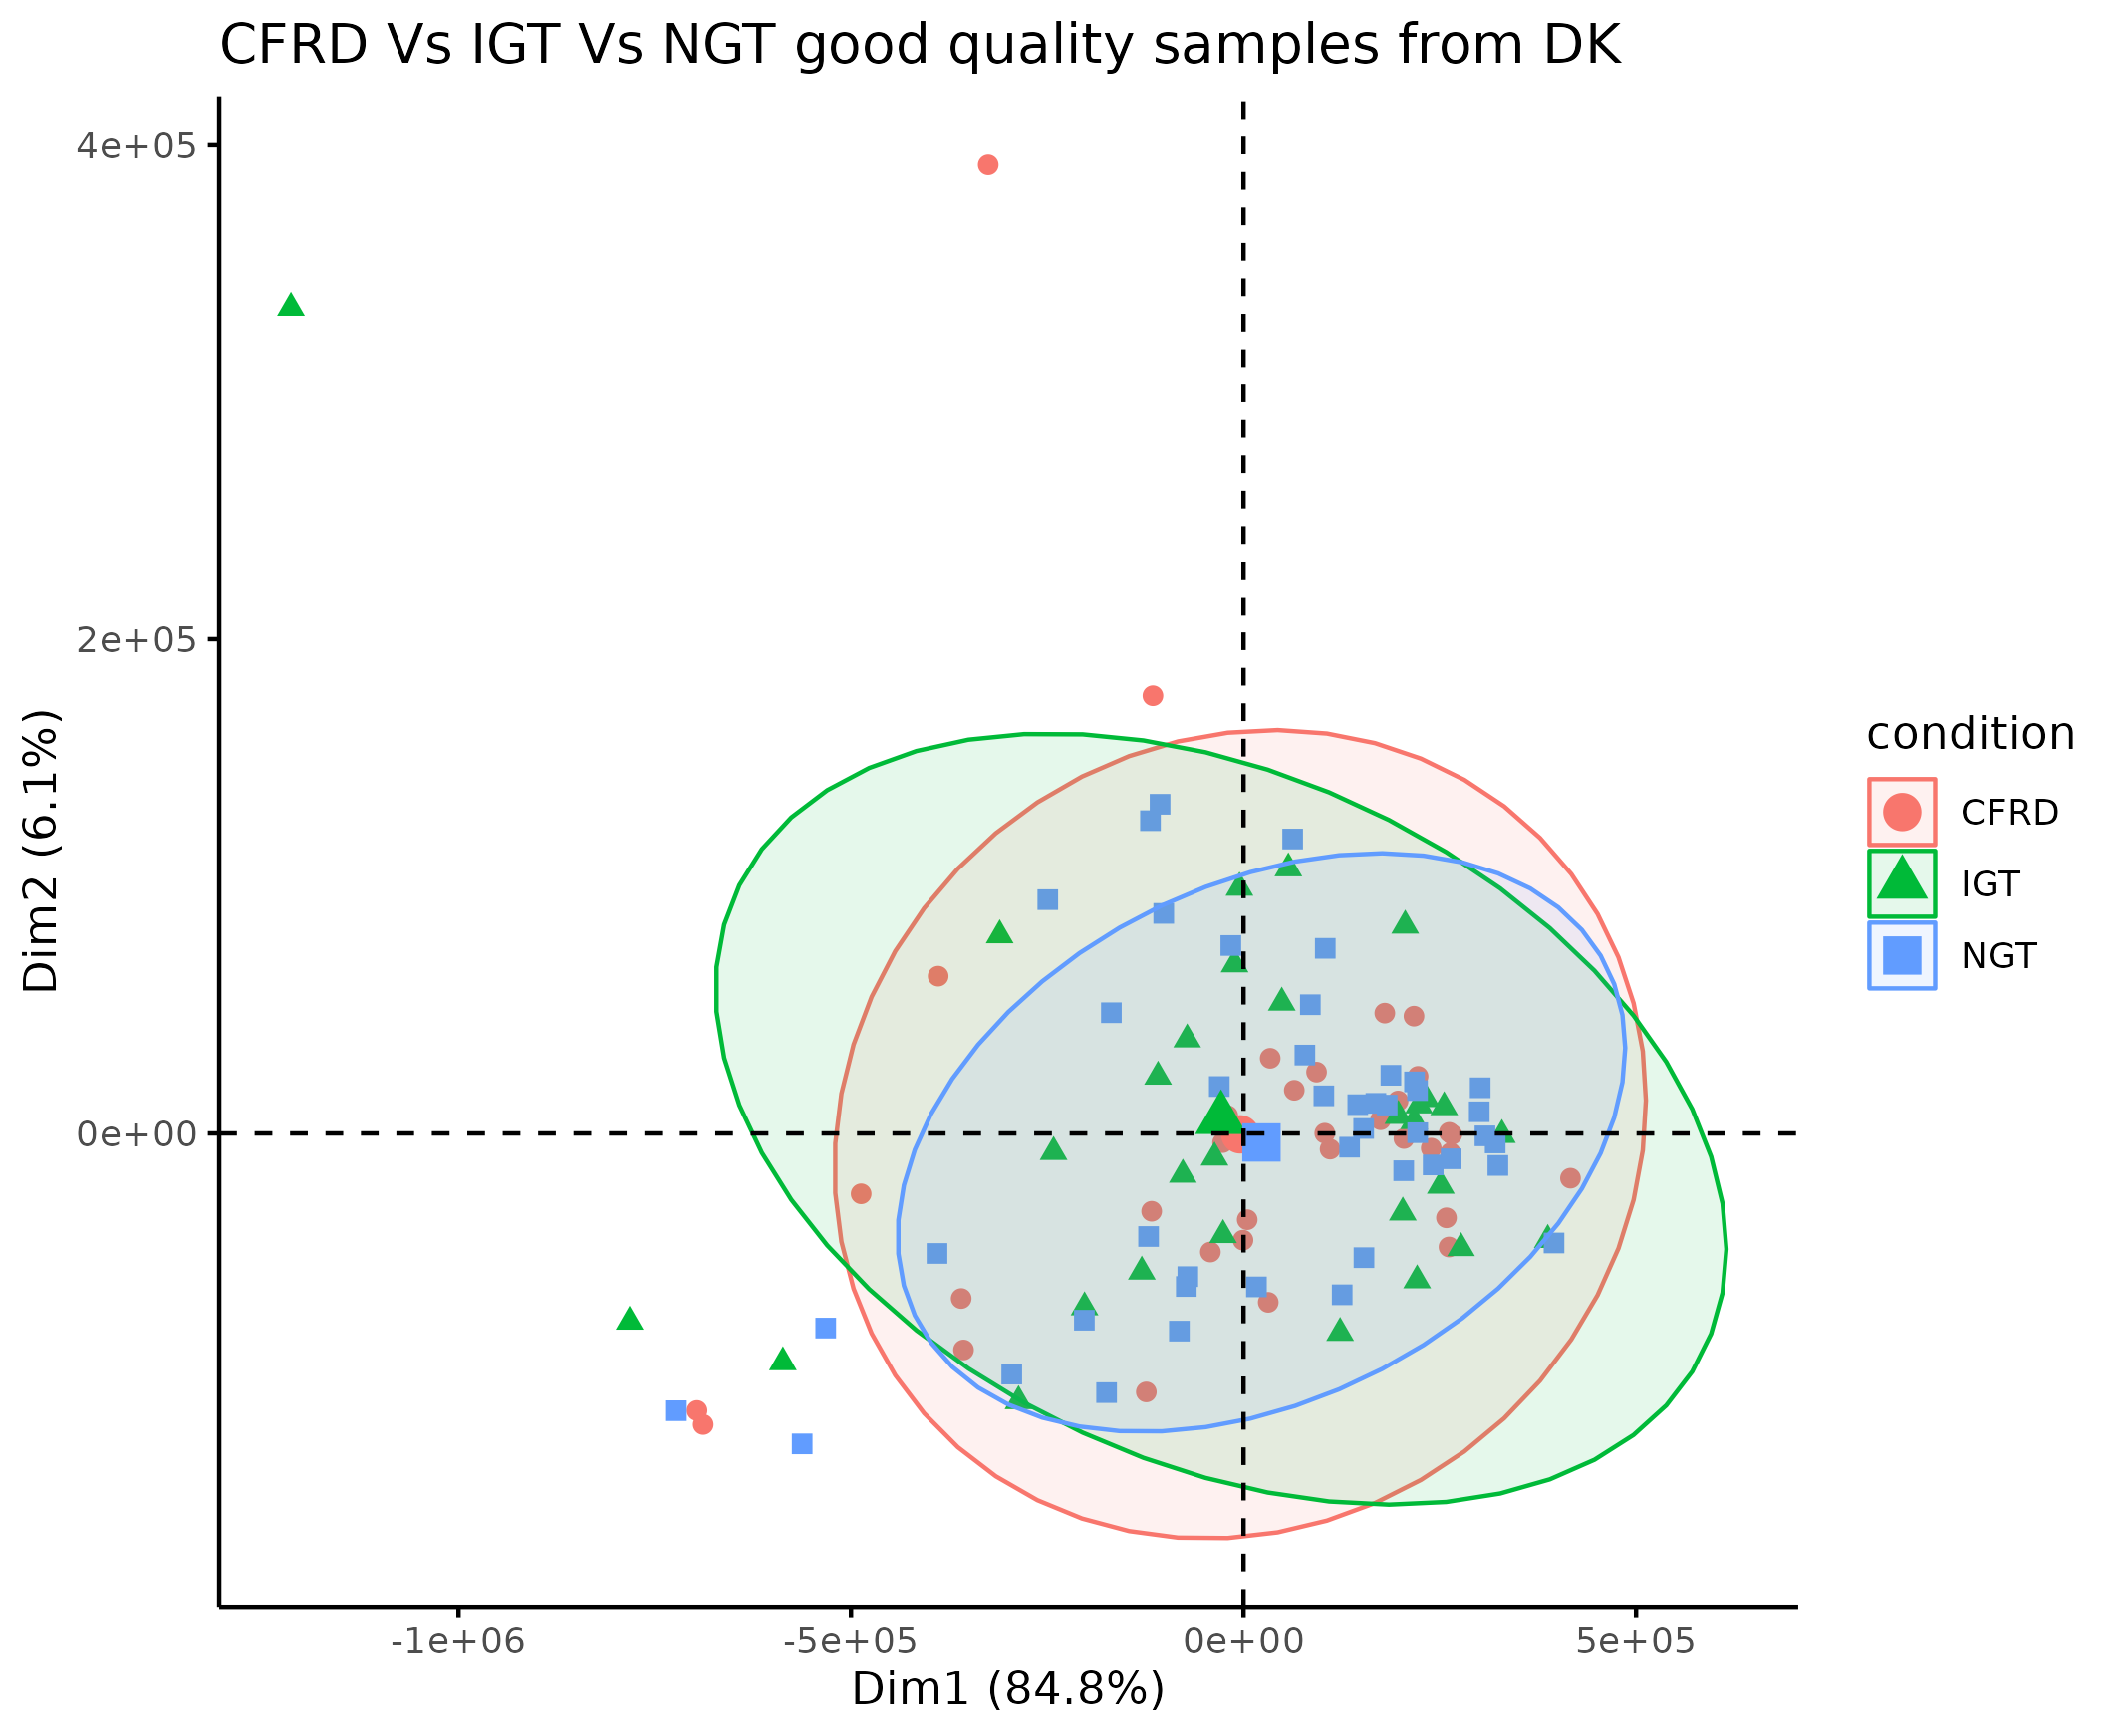 CFRD Vs IGT Vs NGT good quality samples from DK
4e+05
2e+05
0e+00
Dim2 (6.1%)
-1e+06
-5e+05
0e+00
5e+05
Dim1 (84.8%)
condition
CFRD
IGT
NGT